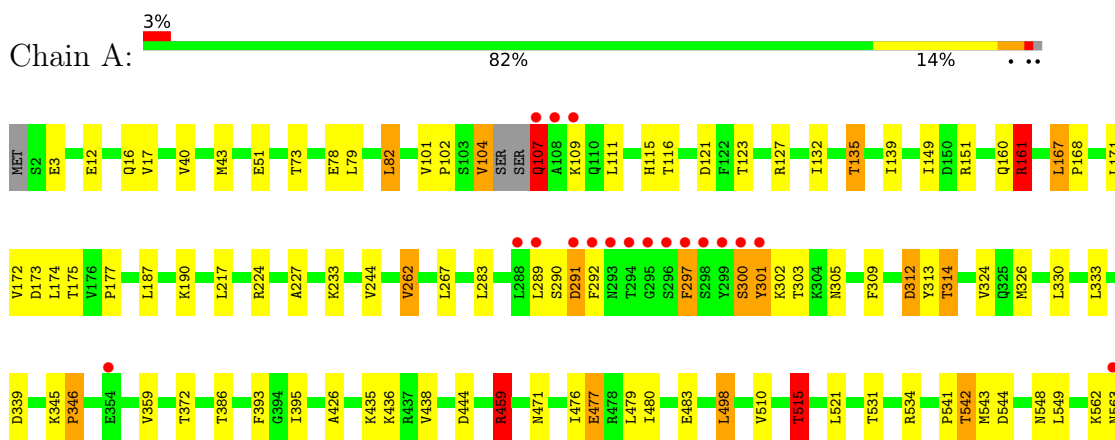 3%
Chain A:
82% 14% • ••
MET S2 E3 E12 Q16 V17 V40 M43 E51 T73 E78 L79 L82 V101 P102 S103 V104 SER SER Q107 A108 K109 Q110 L111 H115 T116 D121 F122 T123 R127 I132 T135 I139 I149 D150 R151 Q160 R161 L167 P168 L171
V172 D173 L174 T175 V176 P177 L187 K190 L217 R224 A227 K233 V244 V262 L267 L283 L288 L289 S290 D291 F292 N293 T294 G295 S296 F297 S298 Y299 S300 Y301 K302 T303 K304 N305 F309 D312 Y313 T314 V324 Q325 M326 L330 L333
D339 K345 P346 E354 V359 T372 T386 F393 G394 I395 A426 K435 K436 R437 V438 D444 R459 N471 I476 E477 R478 L479 I480 E483 L498 V510 T515 L521 T531 R534 P541 T542 M543 D544 N548 L549 K562